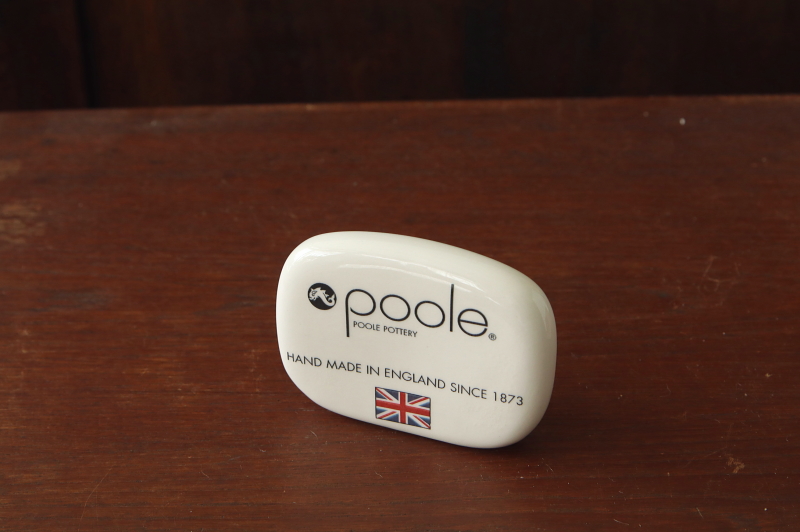 poole®
POOLE POTTERY
HAND MADE IN ENGLAND SINCE 1873